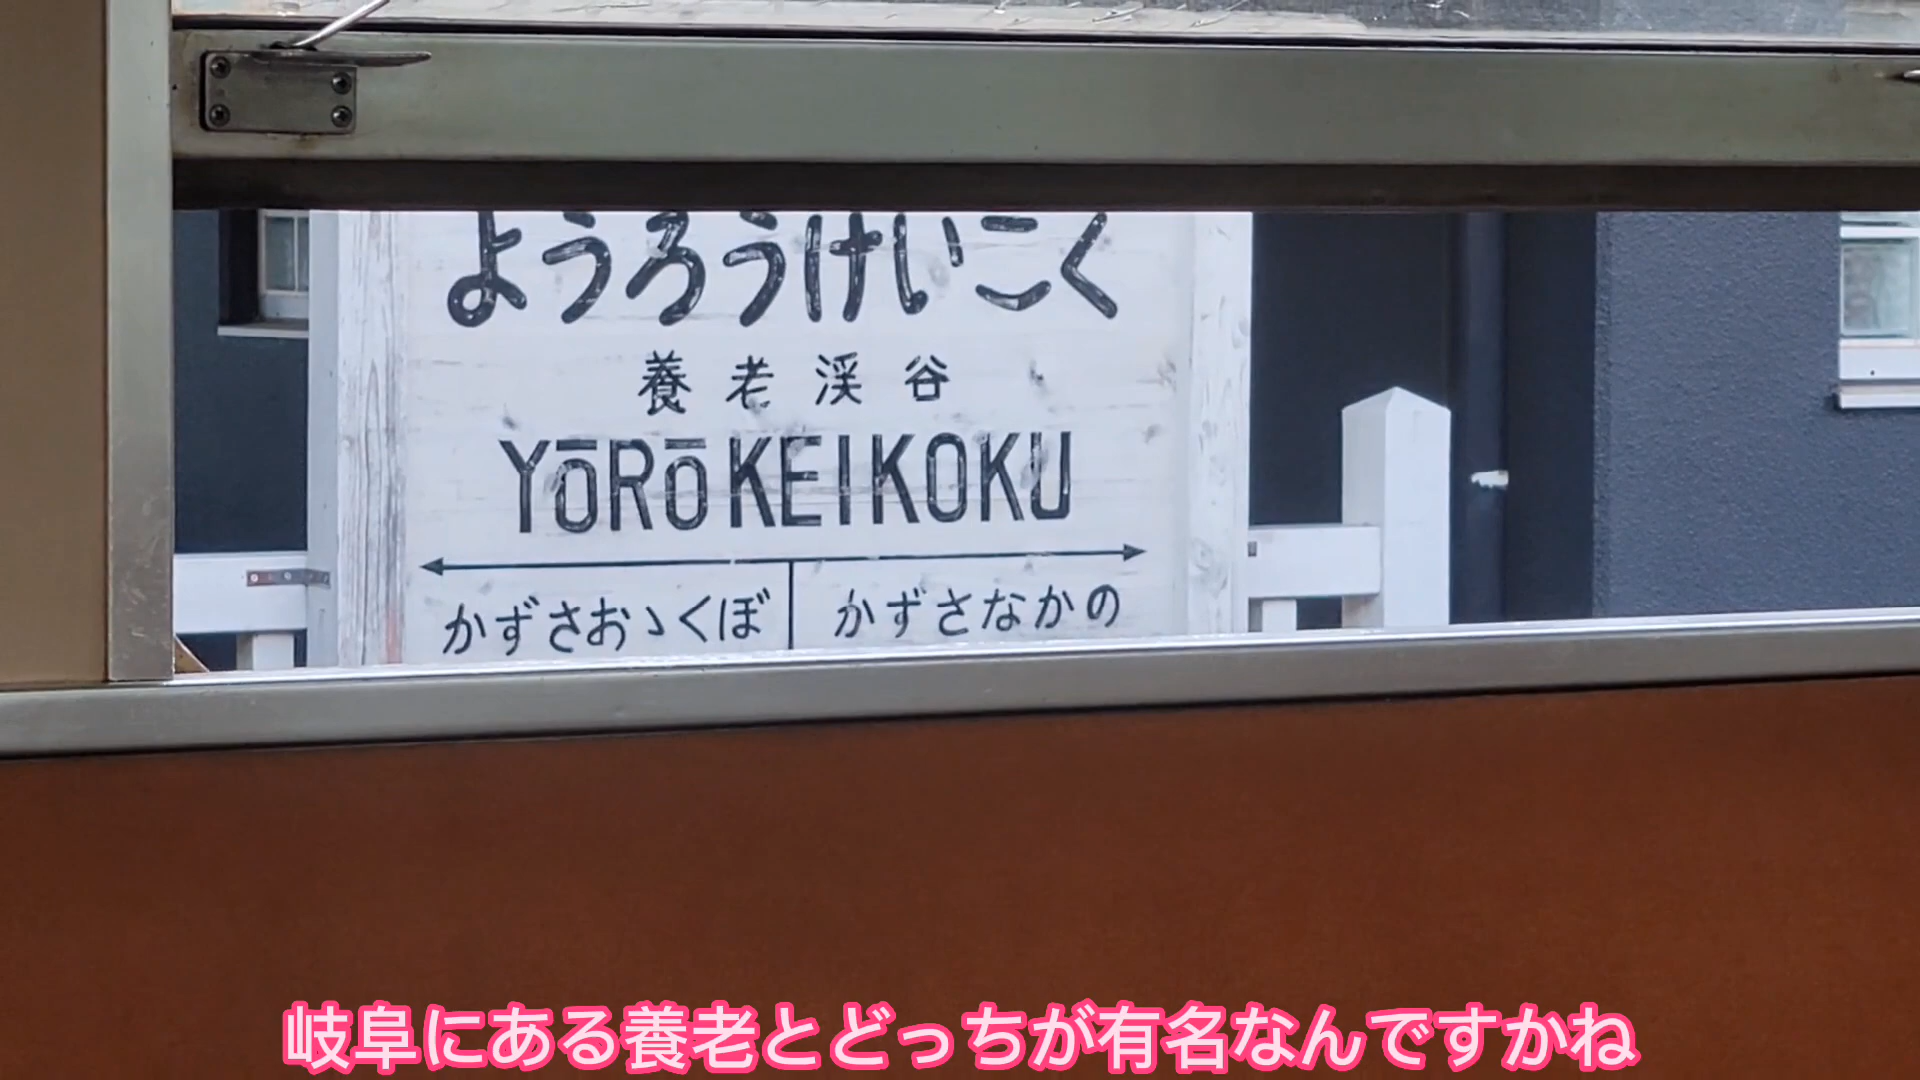 ようろうけいこく
養老渓谷
YŌRŌ KEIKOKU
かずさおゝくぼ かずさなかの
岐阜にある養老とどっちが有名なんですかね